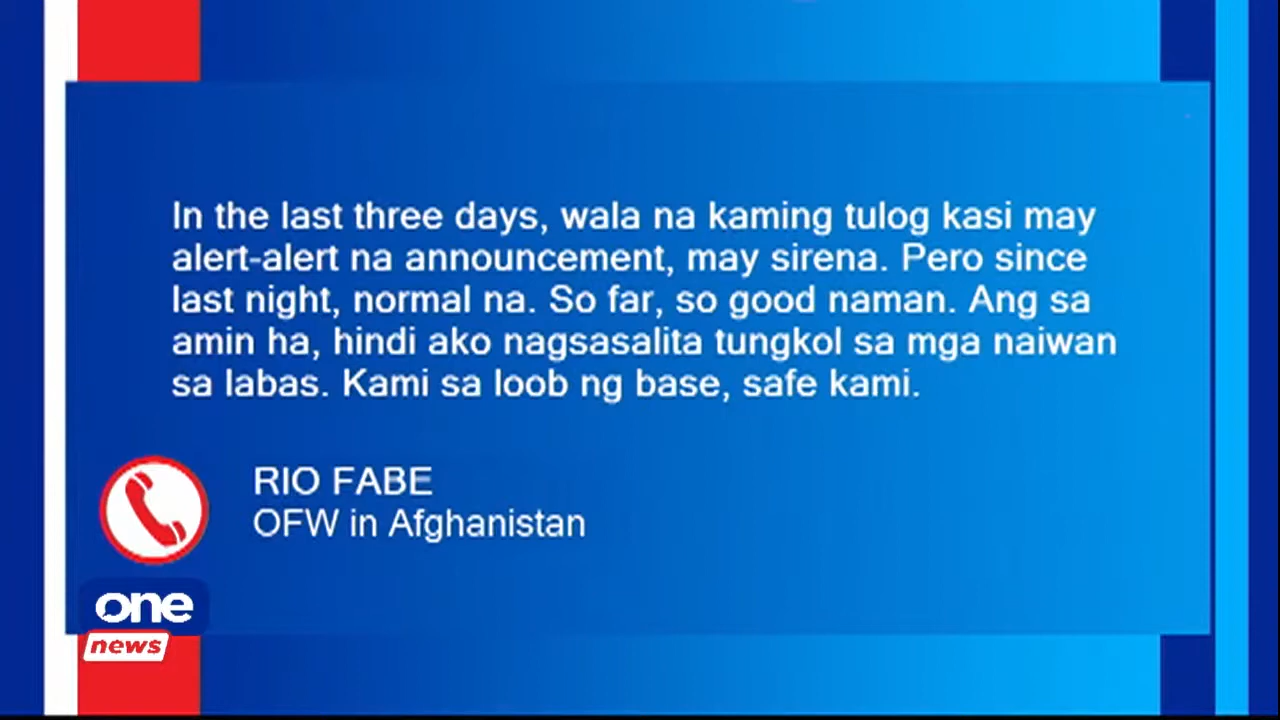 In the last three days, wala na kaming tulog kasi may
alert-alert na announcement, may sirena. Pero since
last night, normal na. So far, so good naman. Ang sa
amin ha, hindi ako nagsasalita tungkol sa mga naiwan
sa labas. Kami sa loob ng base, safe kami.
RIO FABE
OFW in Afghanistan
one
news